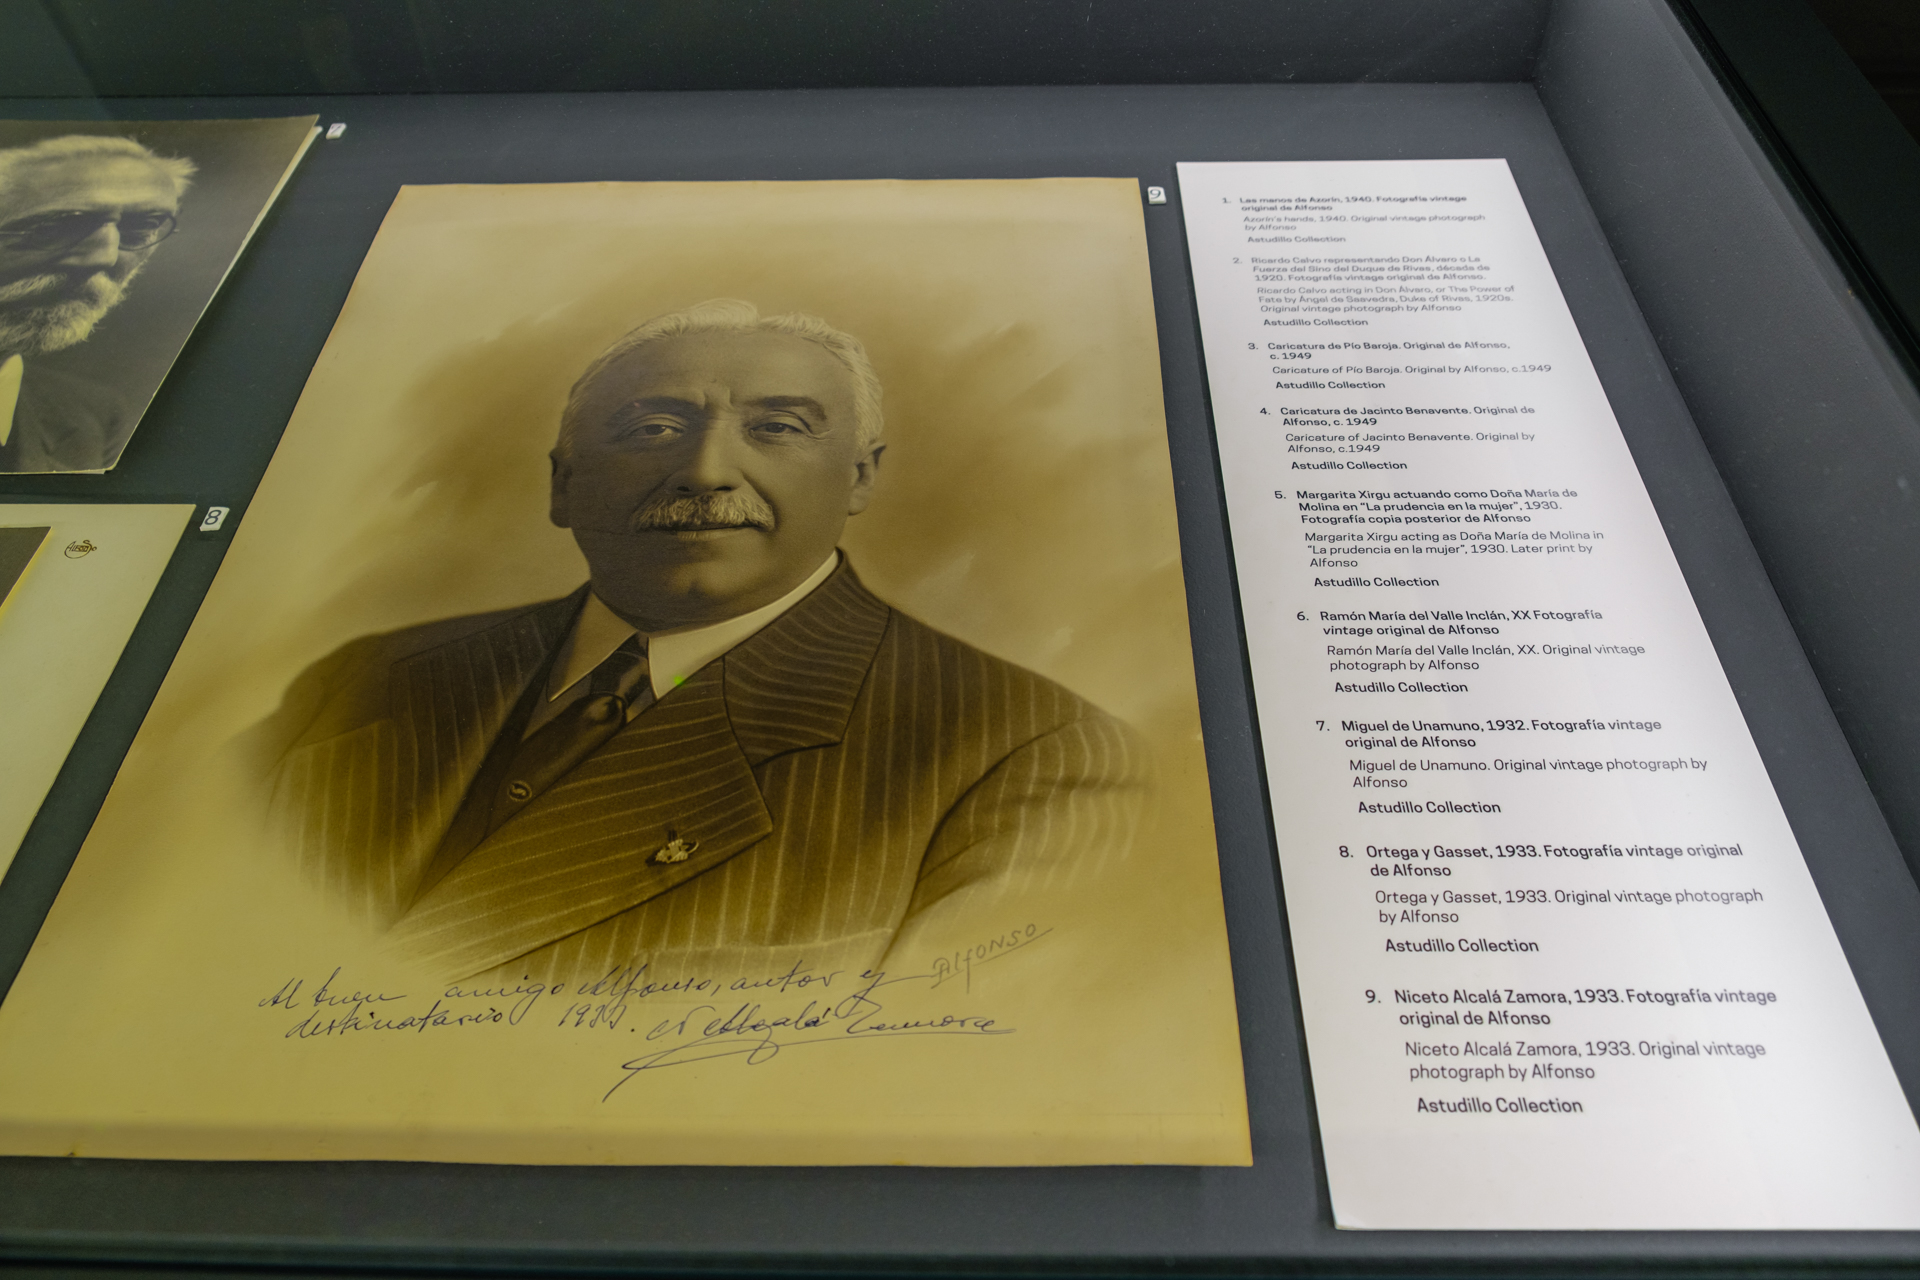 7
9
8
Alfonso
Alfonso
Al buen amigo Alfonso, autor y
destinatario 1933. N Alcalá Zamora
1. Las manos de Azorín, 1940. Fotografía vintage
original de Alfonso
Azorín's hands, 1940. Original vintage photograph
by Alfonso
Astudillo Collection
2. Ricardo Calvo representando Don Álvaro o La
Fuerza del Sino del Duque de Rivas, década de
1920. Fotografía vintage original de Alfonso.
Ricardo Calvo acting in Don Álvaro, or The Power of
Fate by Ángel de Saavedra, Duke of Rivas, 1920s.
Original vintage photograph by Alfonso
Astudillo Collection
3. Caricatura de Pío Baroja. Original de Alfonso,
c. 1949
Caricature of Pío Baroja. Original by Alfonso, c.1949
Astudillo Collection
4. Caricatura de Jacinto Benavente. Original de
Alfonso, c. 1949
Caricature of Jacinto Benavente. Original by
Alfonso, c.1949
Astudillo Collection
5. Margarita Xirgu actuando como Doña María de
Molina en "La prudencia en la mujer", 1930.
Fotografía copia posterior de Alfonso
Margarita Xirgu acting as Doña María de Molina in
"La prudencia en la mujer", 1930. Later print by
Alfonso
Astudillo Collection
6. Ramón María del Valle Inclán, XX Fotografía
vintage original de Alfonso
Ramón María del Valle Inclán, XX. Original vintage
photograph by Alfonso
Astudillo Collection
7. Miguel de Unamuno, 1932. Fotografía vintage
original de Alfonso
Miguel de Unamuno. Original vintage photograph by
Alfonso
Astudillo Collection
8. Ortega y Gasset, 1933. Fotografía vintage original
de Alfonso
Ortega y Gasset, 1933. Original vintage photograph
by Alfonso
Astudillo Collection
9. Niceto Alcalá Zamora, 1933. Fotografía vintage
original de Alfonso
Niceto Alcalá Zamora, 1933. Original vintage
photograph by Alfonso
Astudillo Collection